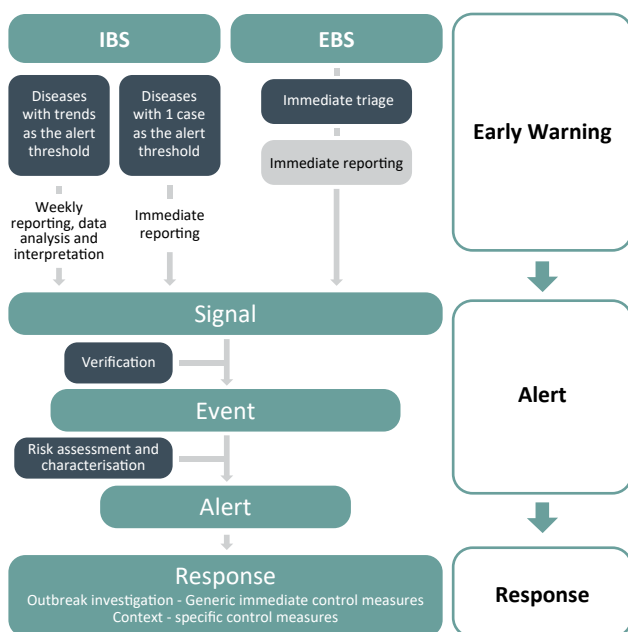 IBS
EBS
Diseases
with trends
as the alert
threshold
Diseases
with 1 case
as the alert
threshold
Immediate triage
Immediate reporting
Weekly
reporting, data
analysis and
interpretation
Immediate
reporting
Early Warning
Signal
Verification
Event
Risk assessment and
characterisation
Alert
Alert
Response
Outbreak investigation - Generic immediate control measures
Context - specific control measures
Response